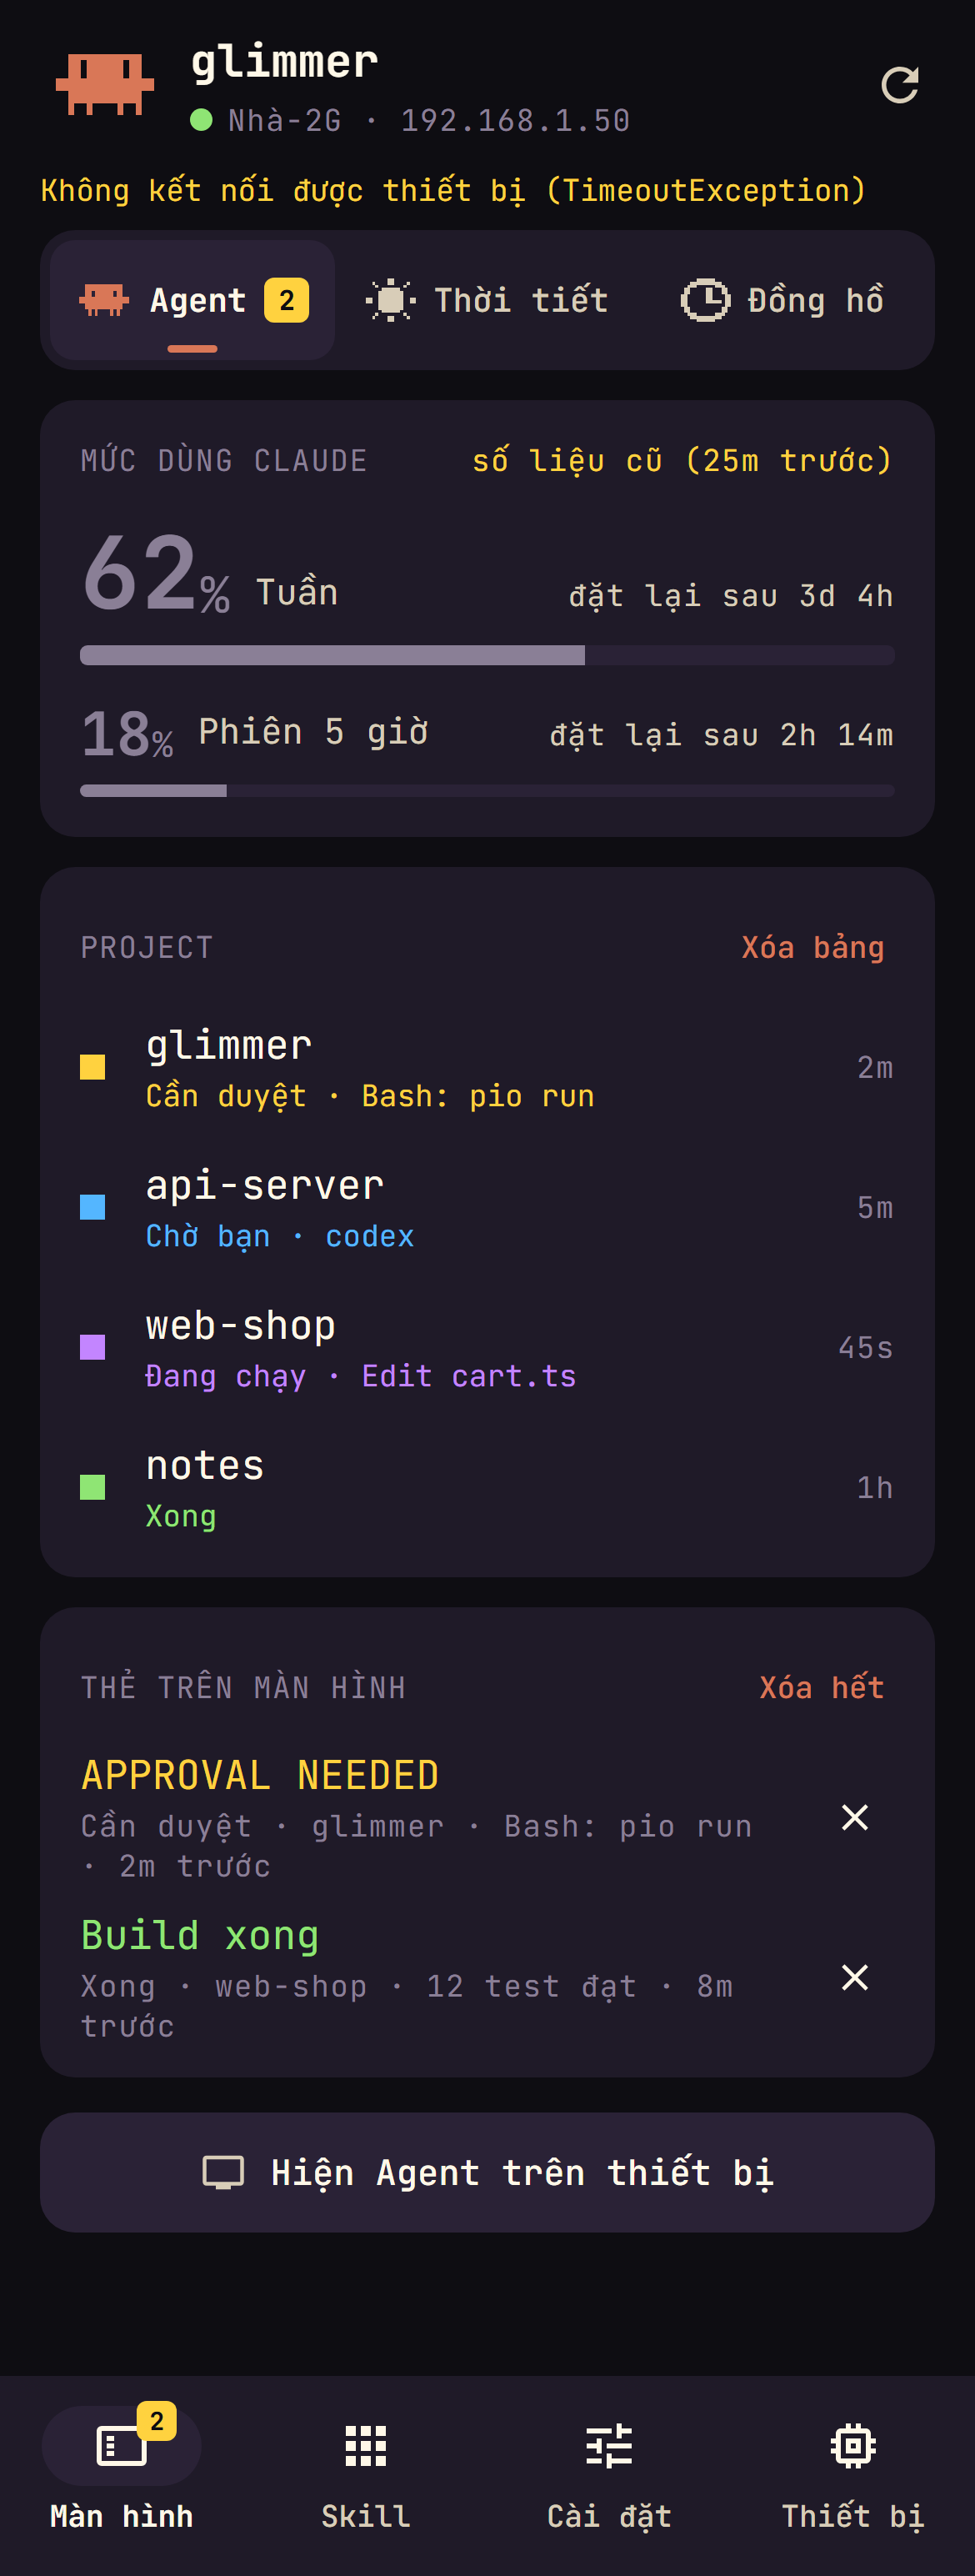 glimmer
Nhà-2G · 192.168.1.50
Không kết nối được thiết bị (TimeoutException)
Agent 2 Thời tiết Đồng hồ
MỨC DÙNG CLAUDE số liệu cũ (25m trước)
62% Tuần đặt lại sau 3d 4h
18% Phiên 5 giờ đặt lại sau 2h 14m
PROJECT Xóa bảng
glimmer
Cần duyệt · Bash: pio run 2m
api-server
Chờ bạn · codex 5m
web-shop
Đang chạy · Edit cart.ts 45s
notes
Xong 1h
THẺ TRÊN MÀN HÌNH Xóa hết
APPROVAL NEEDED
Cần duyệt · glimmer · Bash: pio run
· 2m trước
Build xong
Xong · web-shop · 12 test đạt · 8m
trước
Hiện Agent trên thiết bị
2
Màn hình Skill Cài đặt Thiết bị